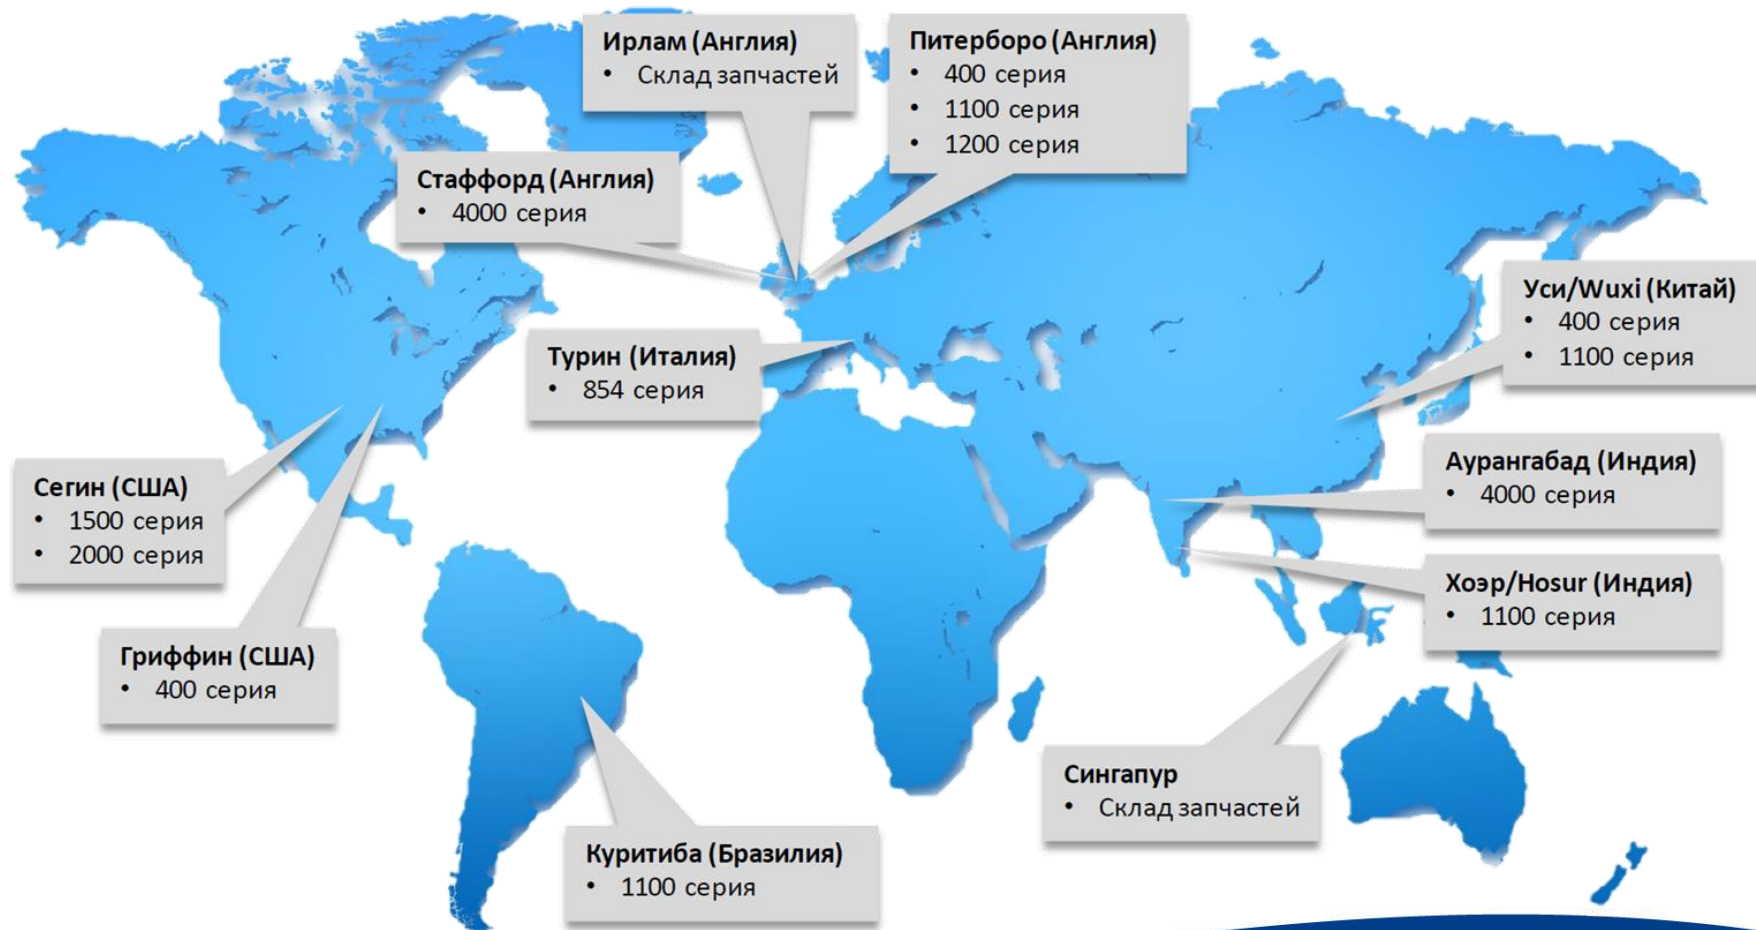 Ирлам (Англия)
• Склад запчастей
Питерборо (Англия)
• 400 серия
• 1100 серия
• 1200 серия
Стаффорд (Англия)
• 4000 серия
Уси/Wuxi (Китай)
• 400 серия
• 1100 серия
Турин (Италия)
• 854 серия
Аурангабад (Индия)
• 4000 серия
Сегин (США)
• 1500 серия
• 2000 серия
Хоэр/Hosur (Индия)
• 1100 серия
Гриффин (США)
• 400 серия
Сингапур
• Склад запчастей
Куритиба (Бразилия)
• 1100 серия